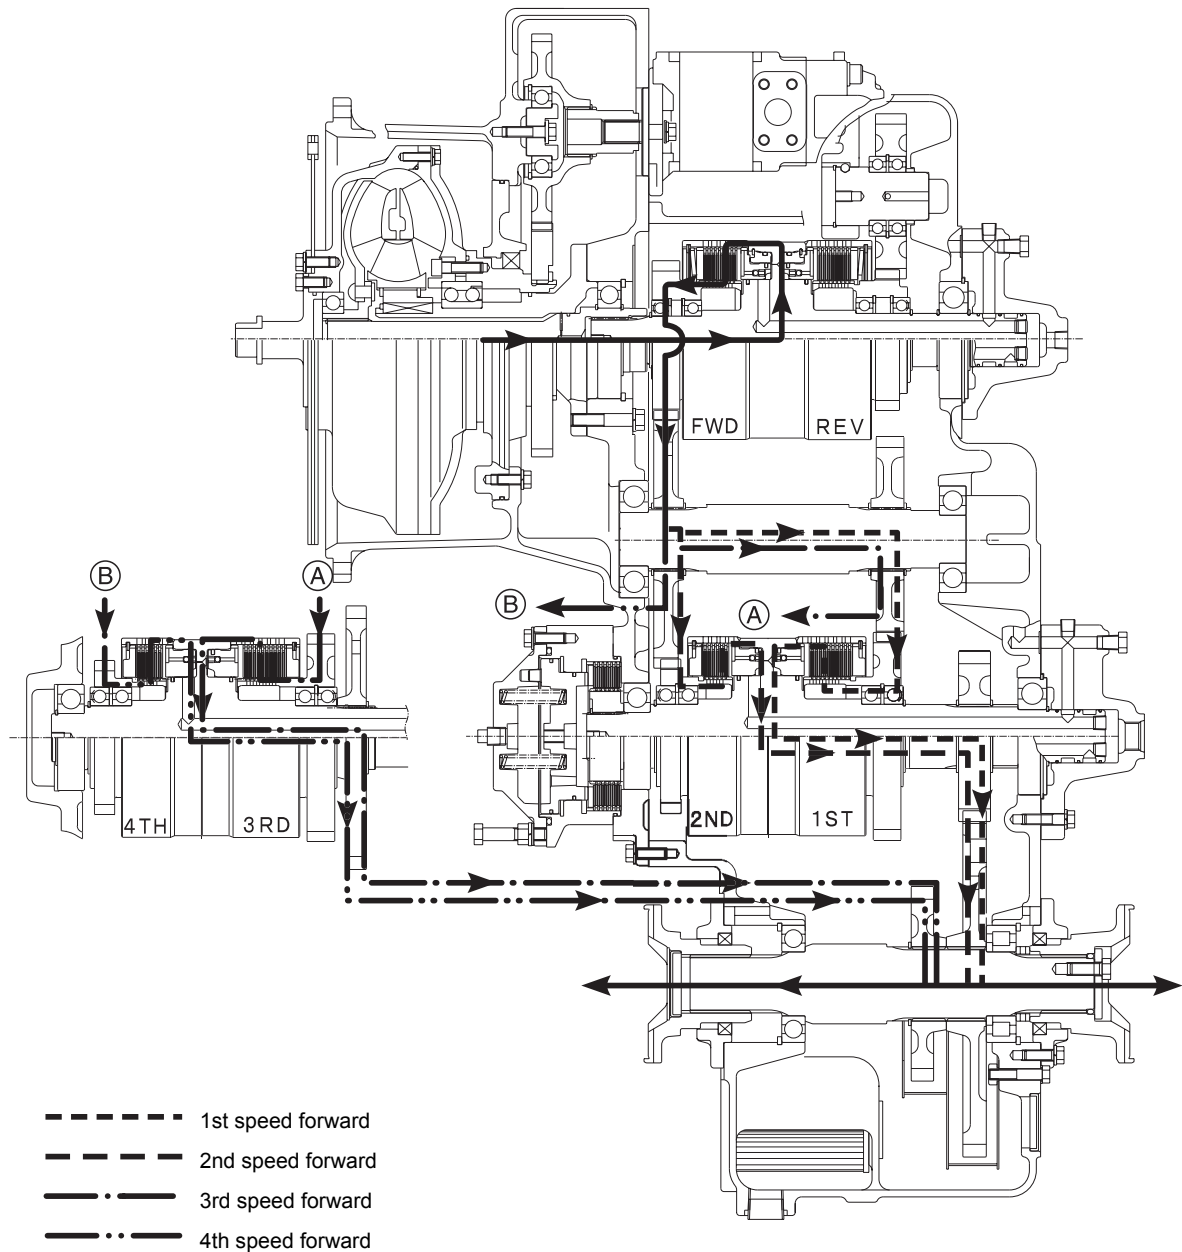 FWD REV
B A
B A
4TH 3RD
2ND 1ST
1st speed forward
2nd speed forward
3rd speed forward
4th speed forward